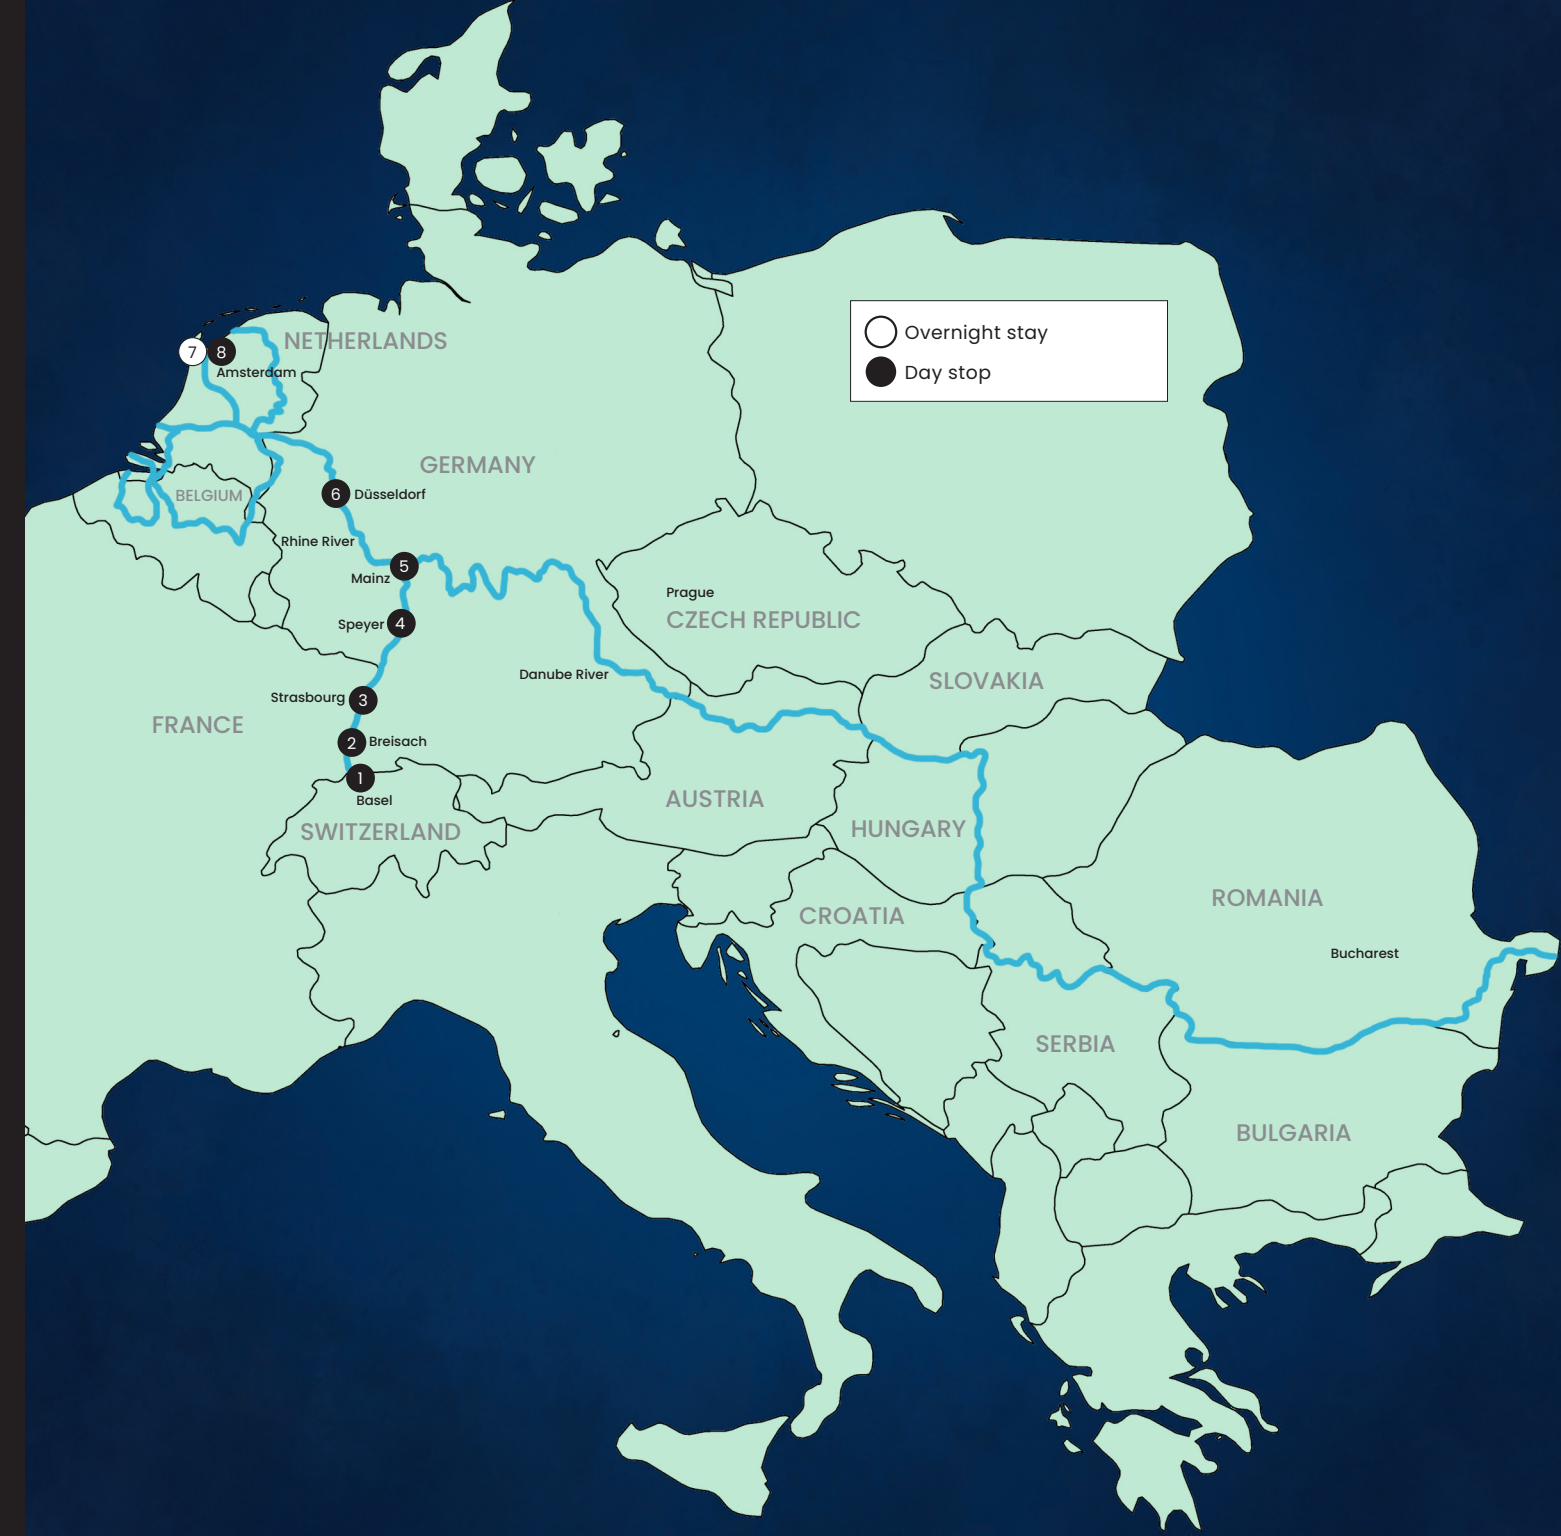 Overnight stay
Day stop
NETHERLANDS
7
8
Amsterdam
GERMANY
BELGIUM
6
Düsseldorf
Rhine River
5
Mainz
Prague
CZECH REPUBLIC
Speyer
4
Danube River
SLOVAKIA
Strasbourg
3
FRANCE
2
Breisach
1
Basel
AUSTRIA
SWITZERLAND
HUNGARY
ROMANIA
CROATIA
Bucharest
SERBIA
BULGARIA